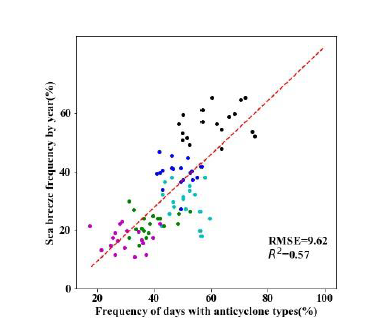 60
40
20
0
20
40
60
80
100
Sea breeze frequency by year(%)
RMSE=9.62
R²=0.57
Frequency of days with anticyclone types(%)